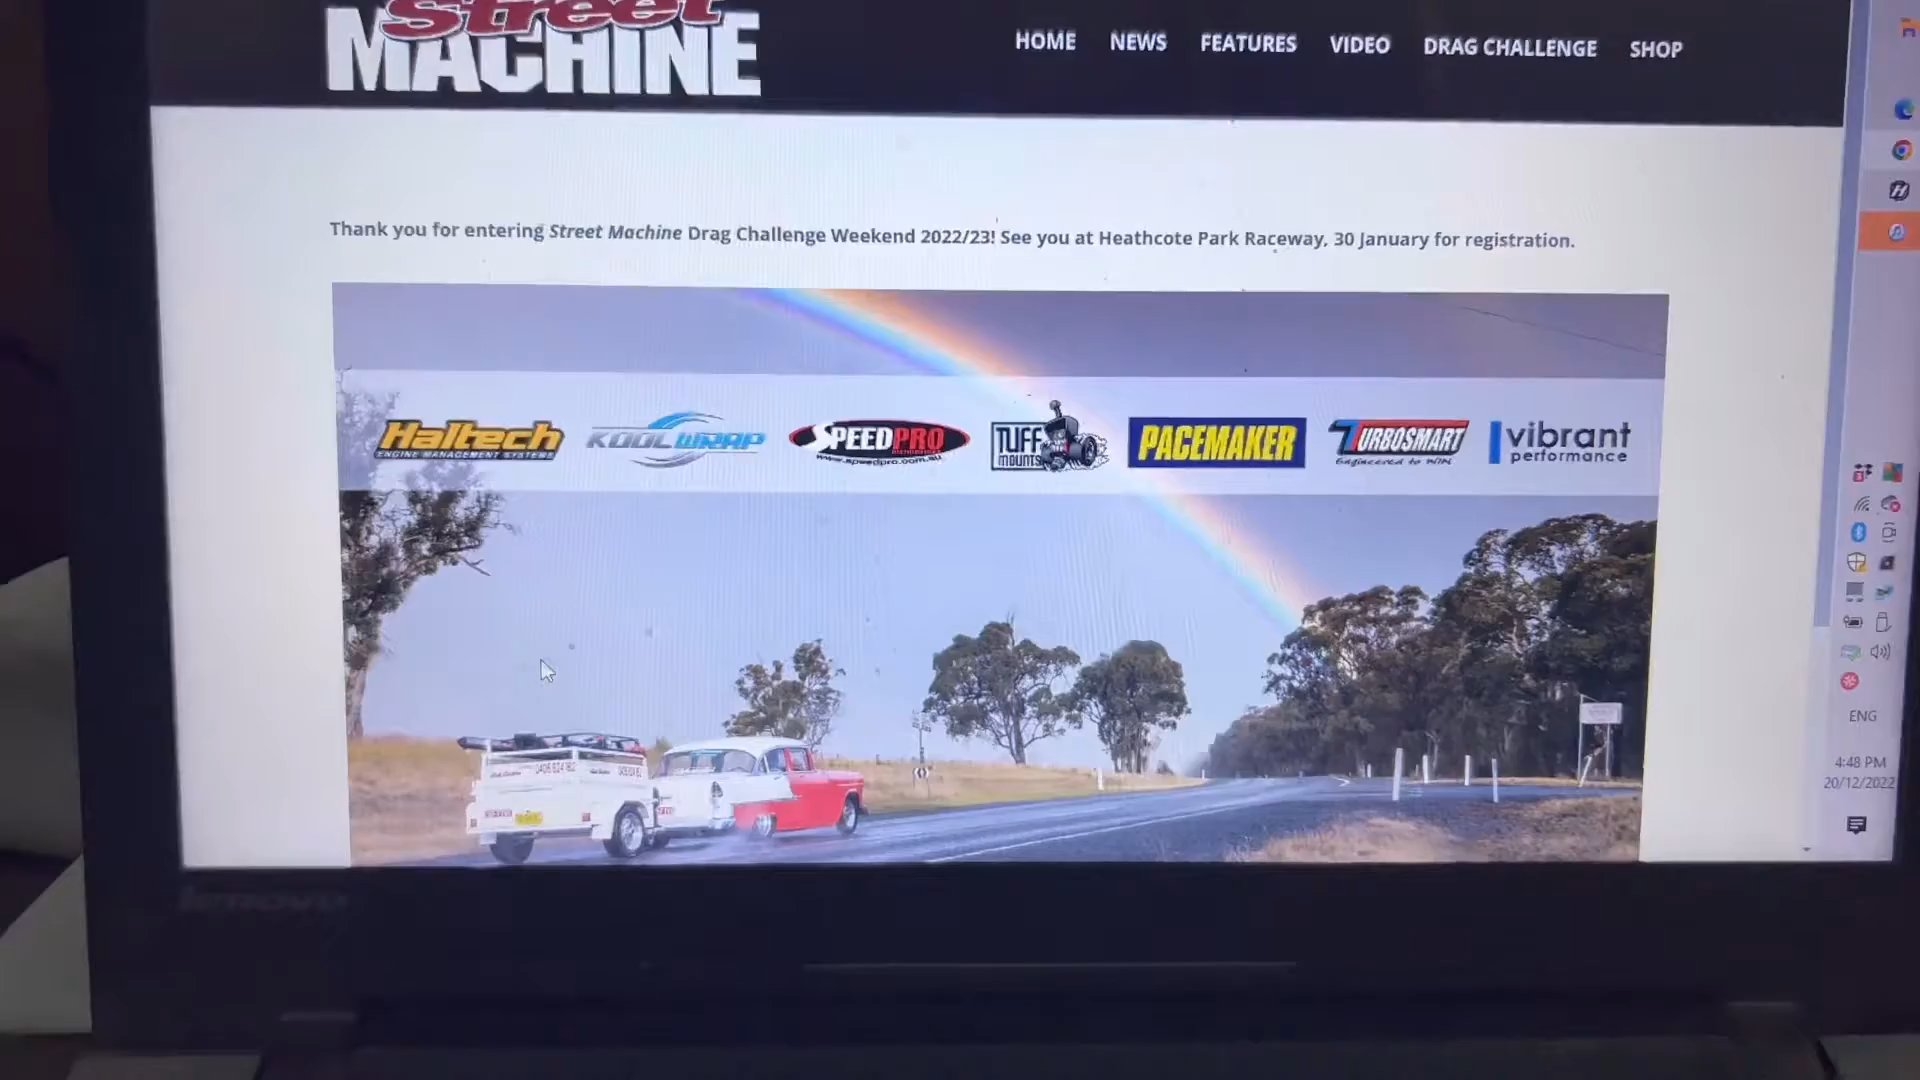 Street
MACHINE
HOME NEWS FEATURES VIDEO DRAG CHALLENGE SHOP
Thank you for entering Street Machine Drag Challenge Weekend 2022/23! See you at Heathcote Park Raceway, 30 January for registration.
Haltech
ENGINE MANAGEMENT SYSTEMS
KOOLWRAP
SPEEDPRO
www.speedpro.com.au
TUFF
MOUNTS
PACEMAKER
TURBOSMART
Engineered to WIN
vibrant
performance
ENG
4:48 PM
20/12/2022
lenovo